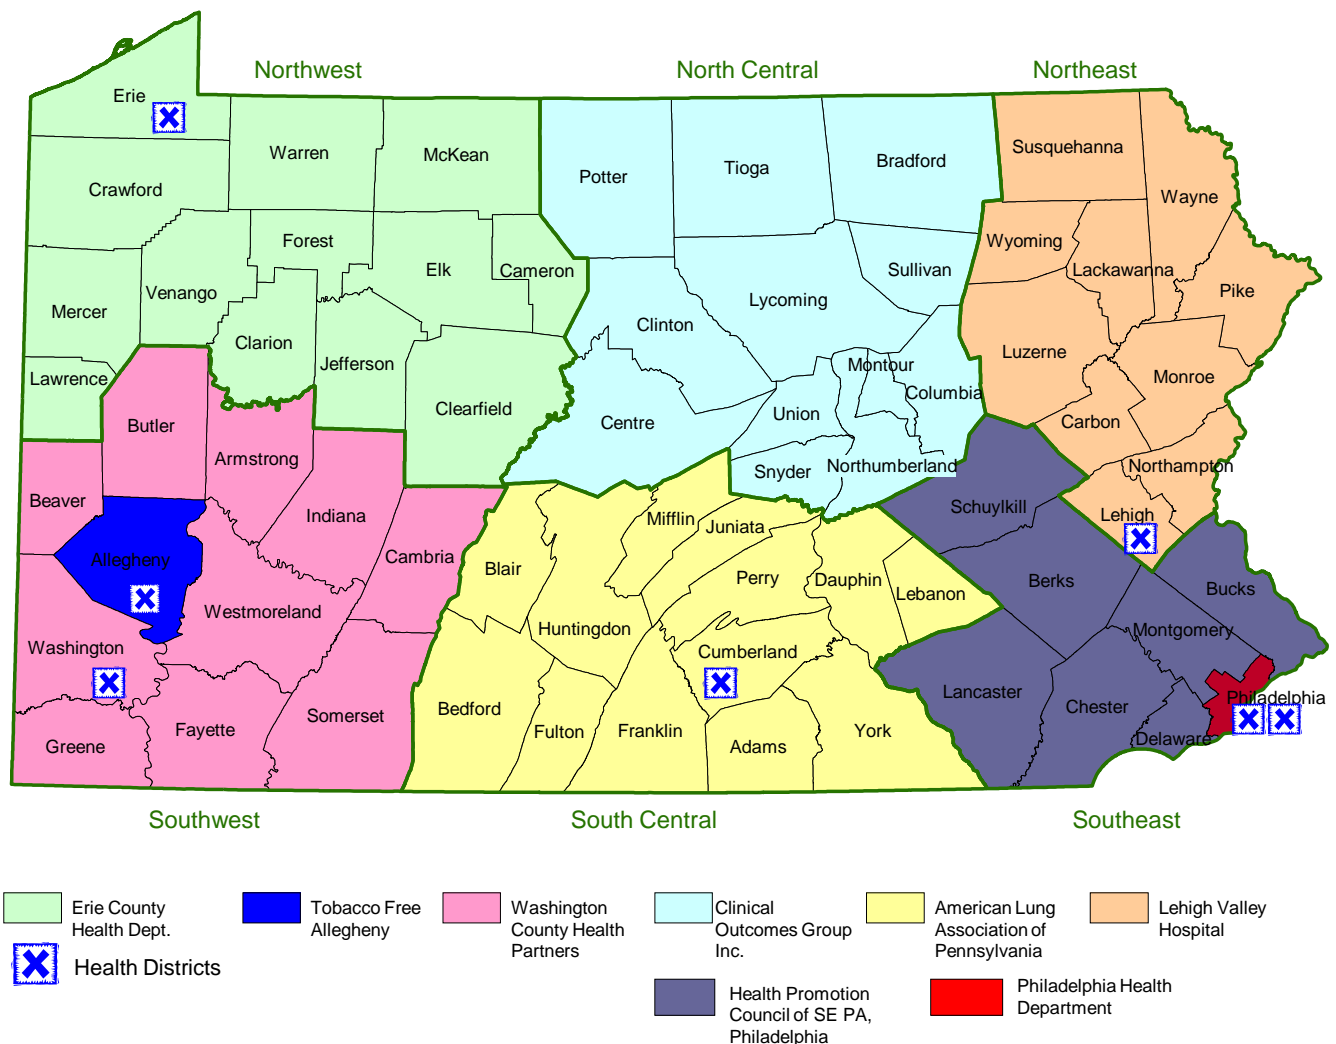 Northwest
North Central
Northeast
Erie
Warren
McKean
Potter
Tioga
Bradford
Susquehanna
Wayne
Crawford
Forest
Elk
Cameron
Sullivan
Wyoming
Lackawanna
Pike
Venango
Mercer
Lycoming
Clinton
Clarion
Jefferson
Luzerne
Lawrence
Montour
Monroe
Columbia
Clearfield
Butler
Centre
Union
Carbon
Armstrong
Snyder
Northumberland
Northampton
Beaver
Indiana
Mifflin
Juniata
Schuylkill
Lehigh
Allegheny
Cambria
Blair
Perry
Dauphin
Lebanon
Berks
Bucks
Westmoreland
Huntingdon
Montgomery
Washington
Cumberland
Bedford
Lancaster
Philadelphia
Somerset
Chester
Fayette
Fulton
Franklin
York
Greene
Adams
Delaware
Southwest
South Central
Southeast
Erie County
Health Dept.
Tobacco Free
Allegheny
Washington
County Health
Partners
Clinical
Outcomes Group
Inc.
American Lung
Association of
Pennsylvania
Lehigh Valley
Hospital
Health Districts
Health Promotion
Council of SE PA,
Philadelphia
Philadelphia Health
Department